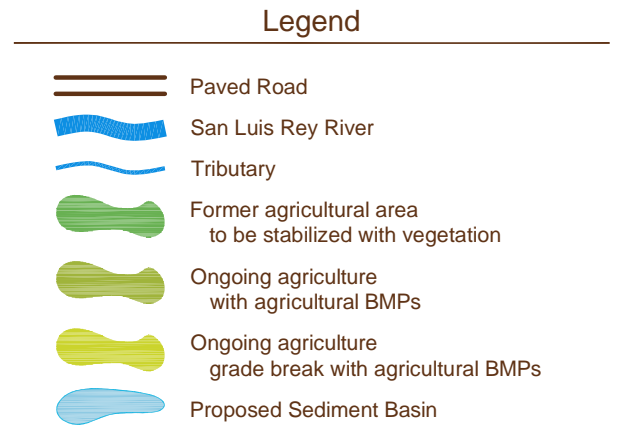 Legend
Paved Road
San Luis Rey River
Tributary
Former agricultural area
to be stabilized with vegetation
Ongoing agriculture
with agricultural BMPs
Ongoing agriculture
grade break with agricultural BMPs
Proposed Sediment Basin